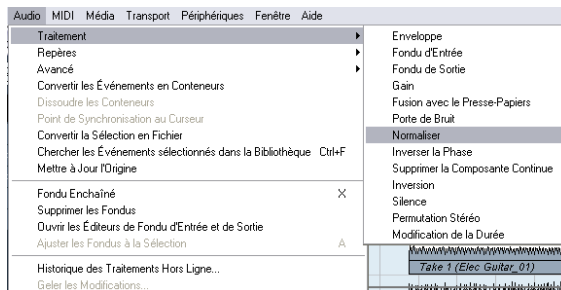 Audio MIDI Média Transport Périphériques Fenêtre Aide
Traitement
Repères
Avancé
Convertir les Événements en Conteneurs
Dissoudre les Conteneurs
Point de Synchronisation au Curseur
Convertir la Sélection en Fichier
Chercher les Événements sélectionnés dans la Bibliothèque Ctrl+F
Mettre à Jour l'Origine
Fondu Enchaîné X
Supprimer les Fondus
Ouvrir les Éditeurs de Fondu d'Entrée et de Sortie
Ajuster les Fondus à la Sélection A
Historique des Traitements Hors Ligne...
Geler les Modifications...
Enveloppe
Fondu d'Entrée
Fondu de Sortie
Gain
Fusion avec le Presse-Papiers
Porte de Bruit
Normaliser
Inverser la Phase
Supprimer la Composante Continue
Inversion
Silence
Permutation Stéréo
Modification de la Durée
Take 1 (Elec Guitar_01)